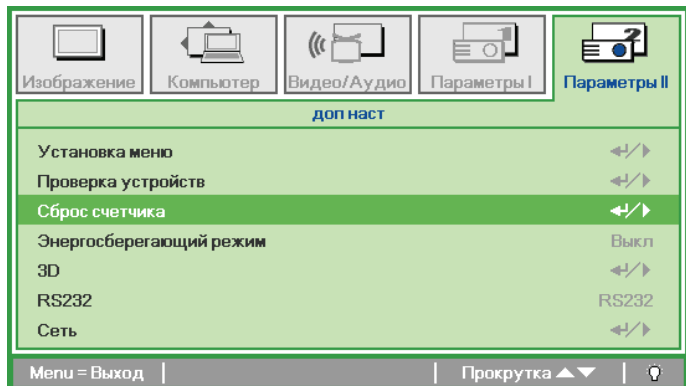 Изображение
Компьютер
Видео/Аудио
Параметры I
Параметры II
доп наст
Установка меню
Проверка устройств
Сброс счетчика
Энергосберегающий режим Выкл
3D
RS232 RS232
Сеть
Menu = Выход Прокрутка